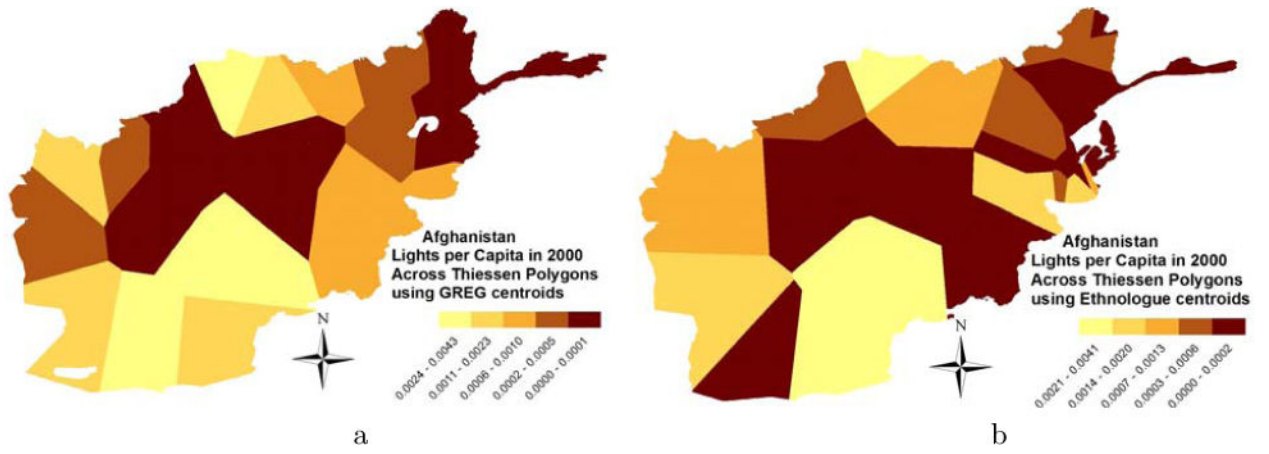 Afghanistan
Lights per Capita in 2000
Across Thiessen Polygons
using GREG centroids
N
0.0024 - 0.0043
0.0011 - 0.0023
0.0006 - 0.0010
0.0002 - 0.0005
0.0000 - 0.0001
a
Afghanistan
Lights per Capita in 2000
Across Thiessen Polygons
using Ethnologue centroids
N
0.0021 - 0.0041
0.0014 - 0.0020
0.0007 - 0.0013
0.0003 - 0.0006
0.0000 - 0.0002
b